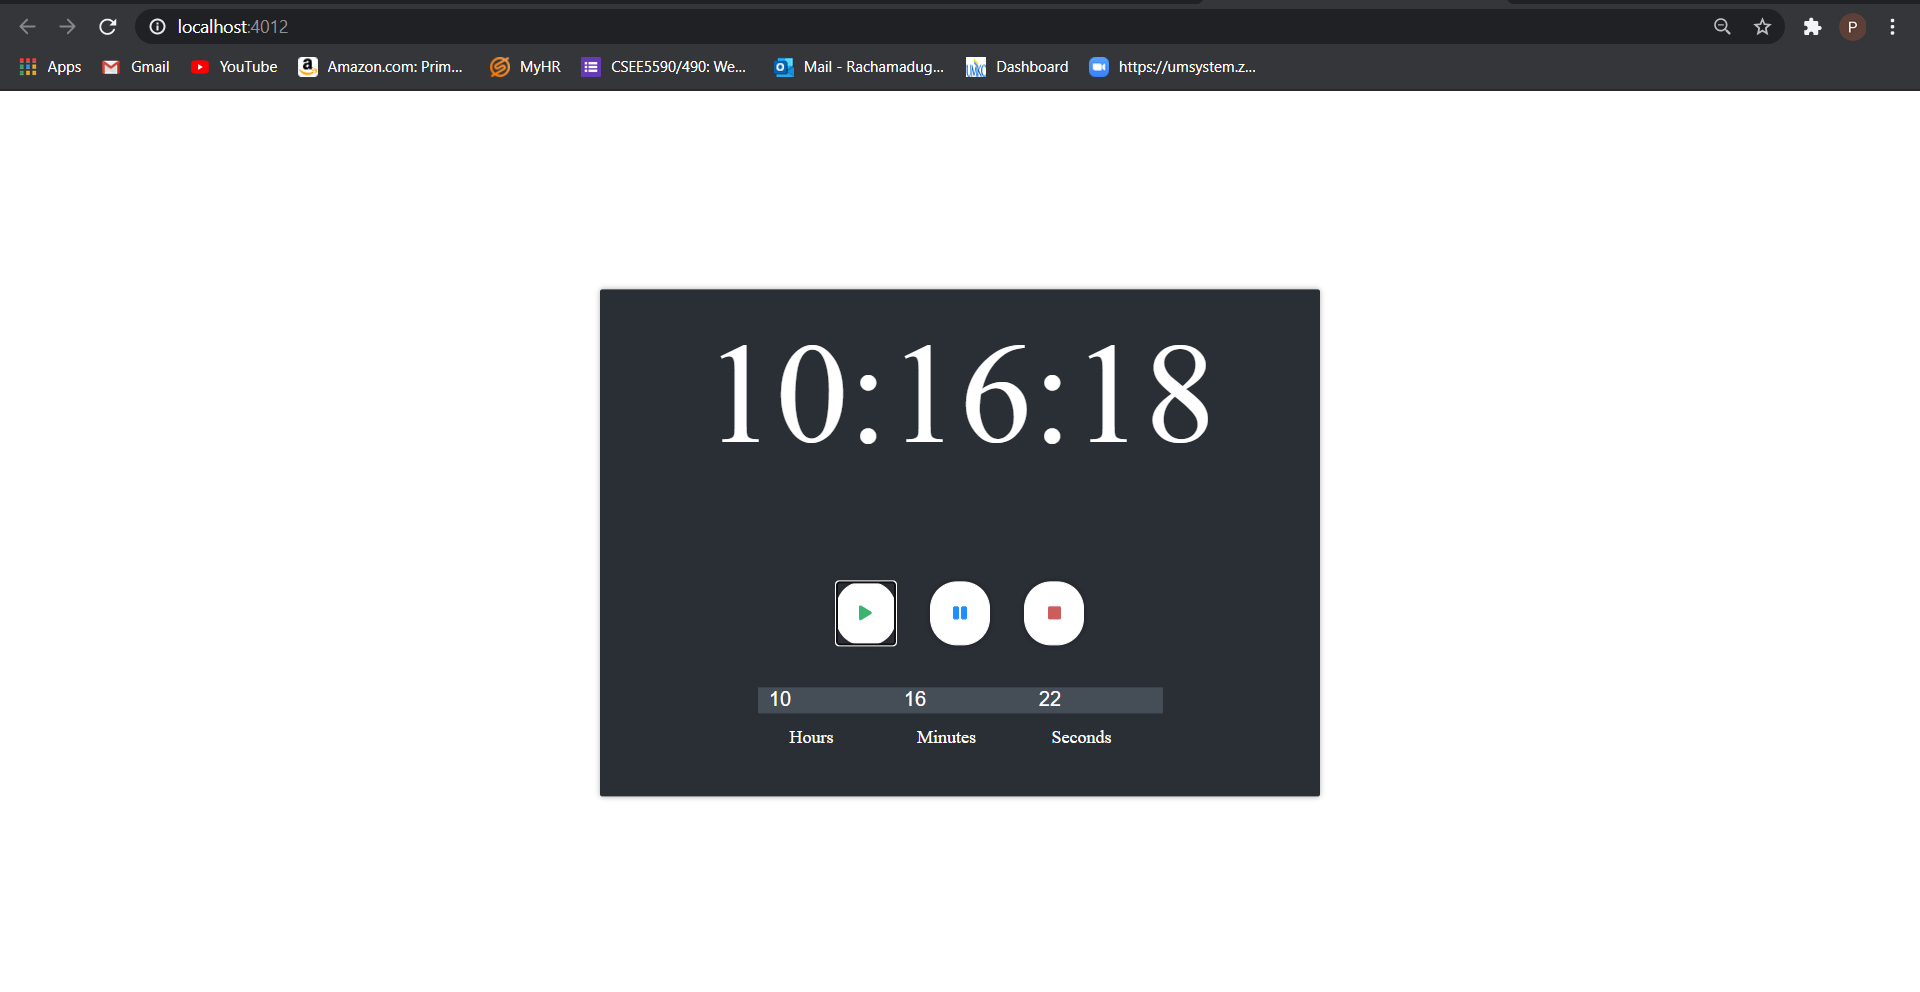 localhost:4012
P
Apps Gmail YouTube Amazon.com: Prim... MyHR CSEE5590/490: We... Mail - Rachamadug... Dashboard https://umsystem.z...
10:16:18
10 16 22
Hours Minutes Seconds